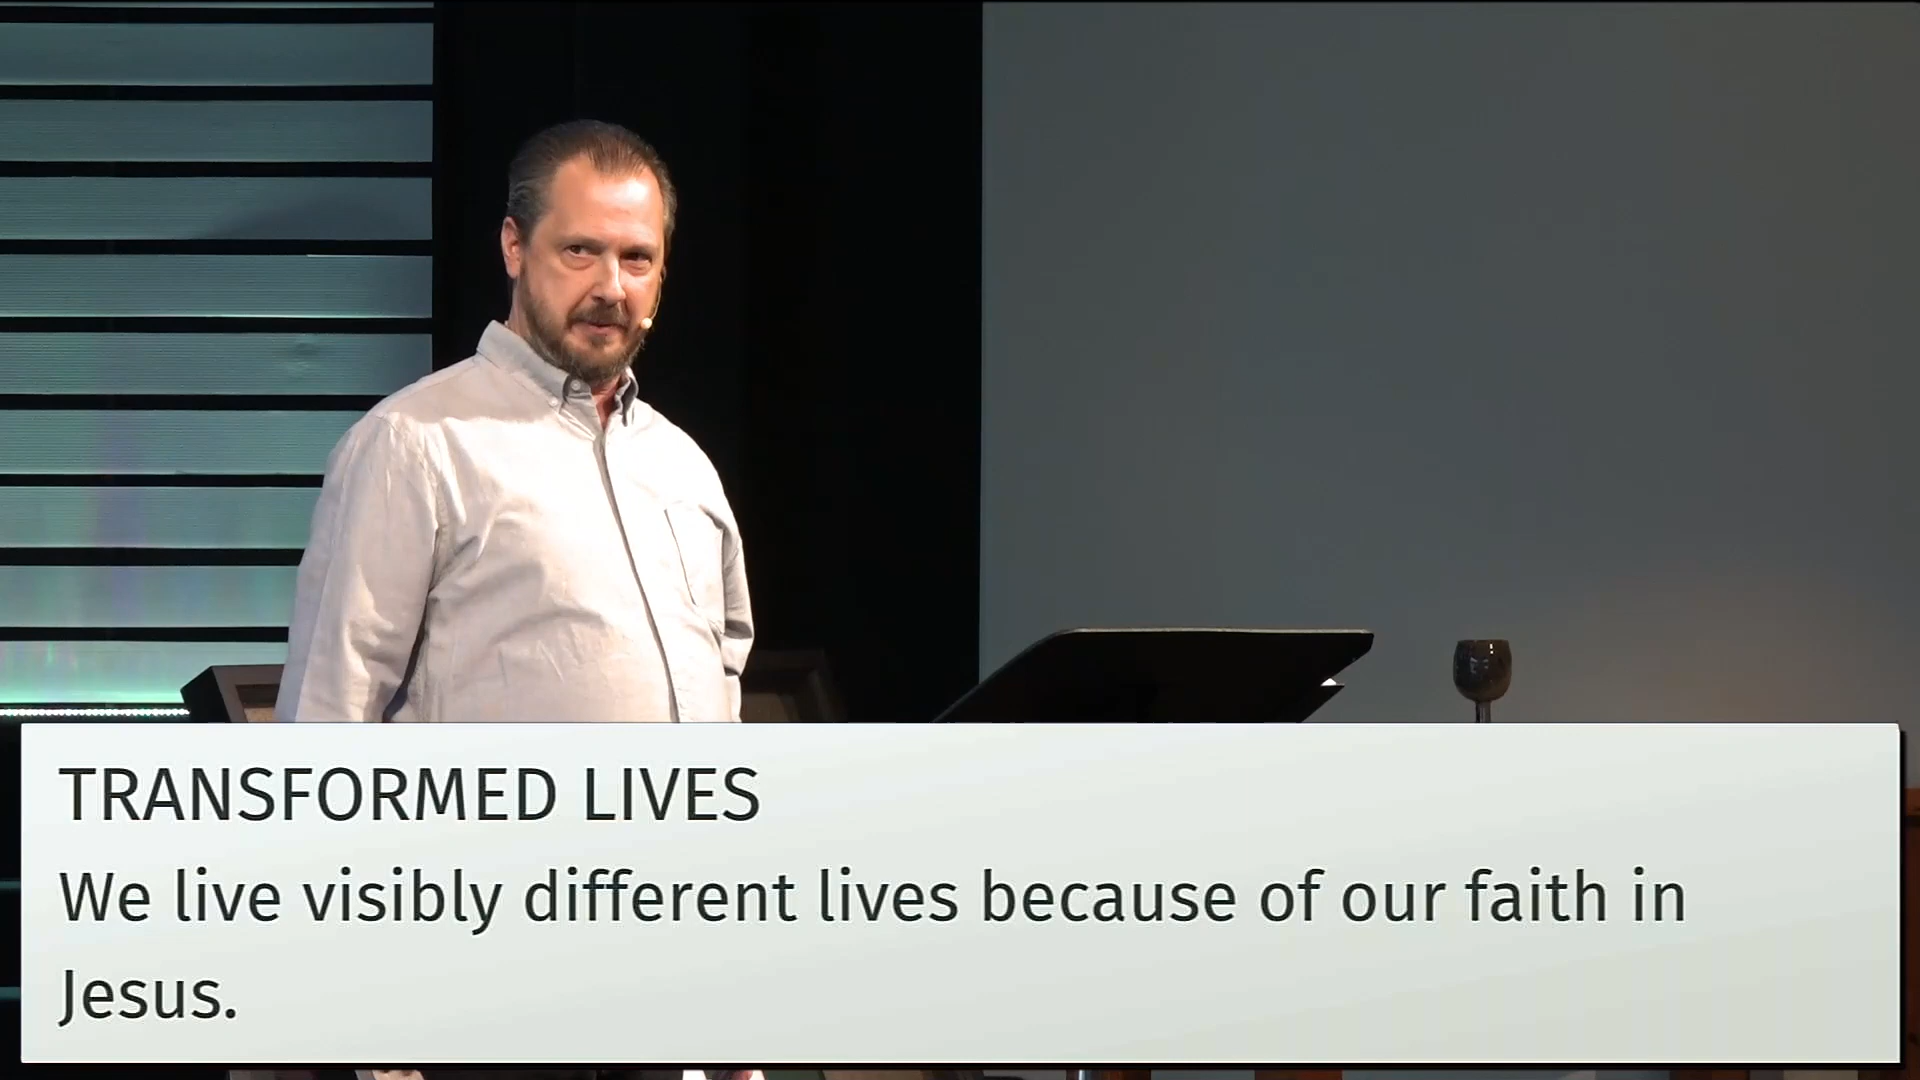 TRANSFORMED LIVES
We live visibly different lives because of our faith in
Jesus.